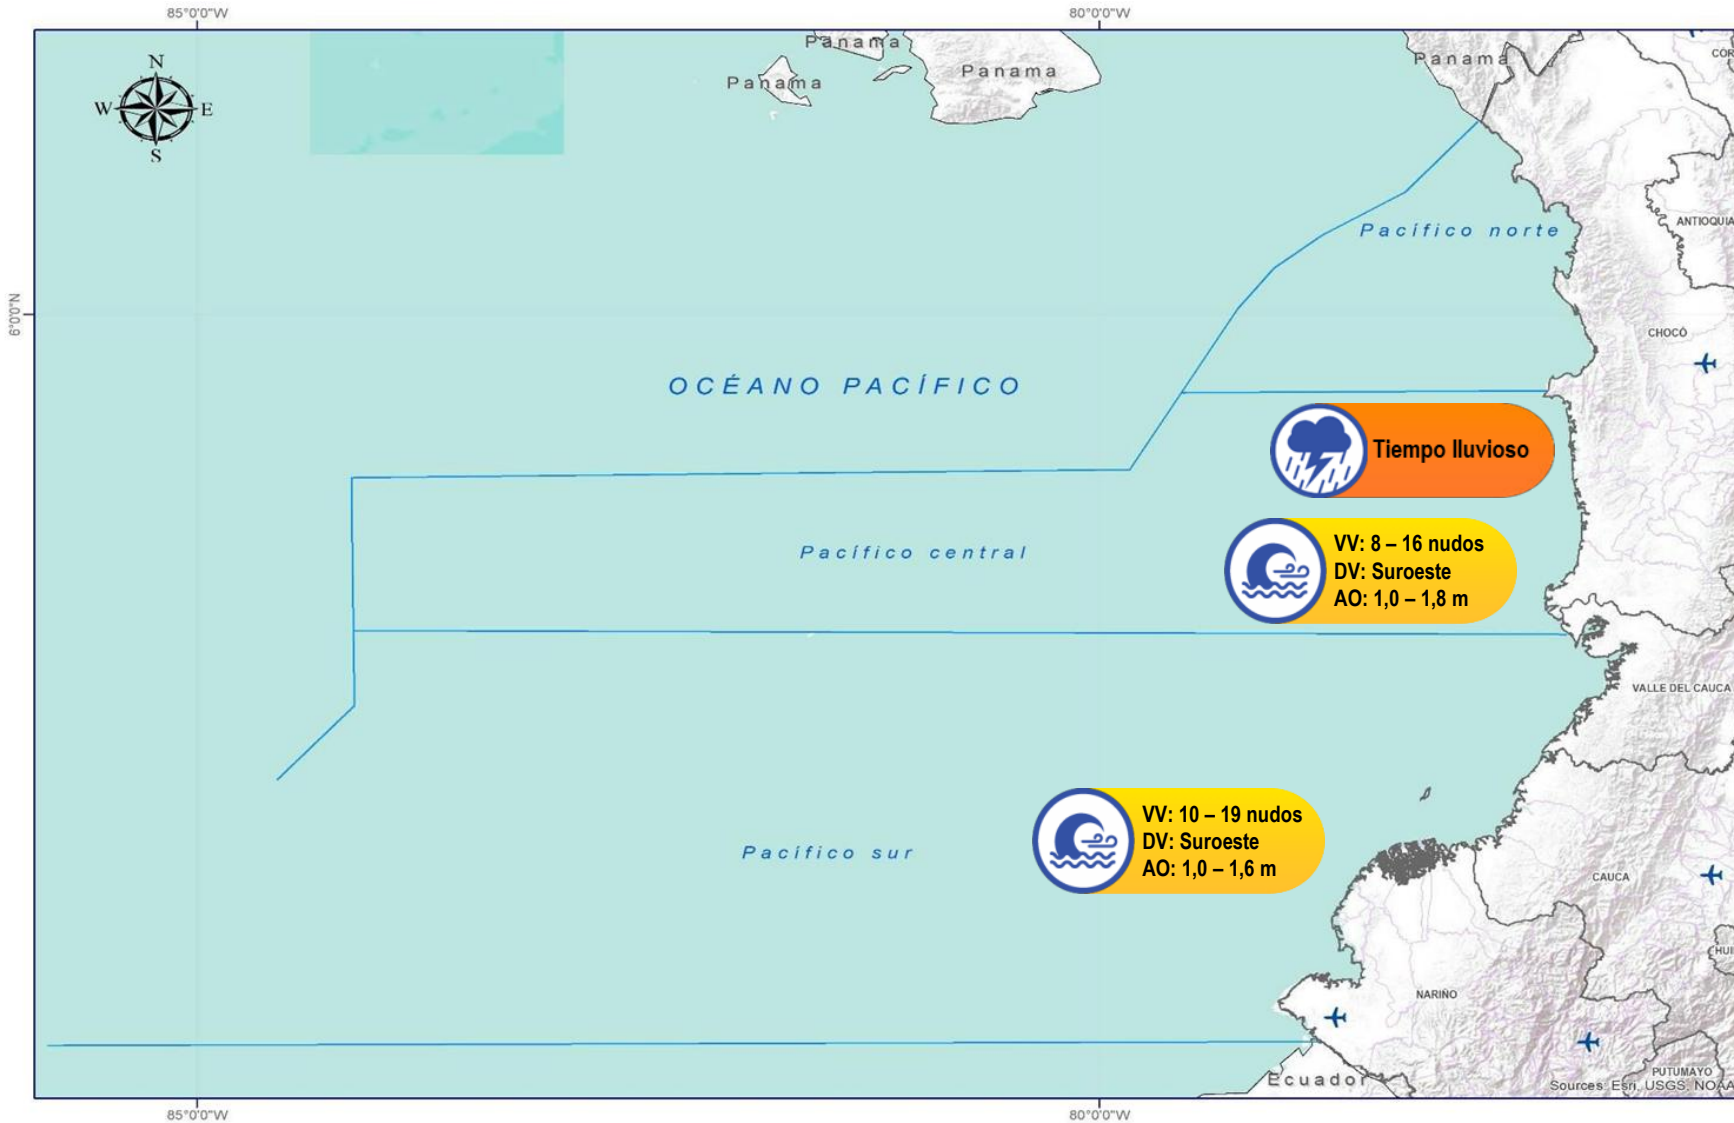 85°0'0"W
80°0'0"W
N
W E
S
Panama
Panama
Panama
Panamá
CÓR
Pacífico norte
ANTIOQUIA
6°0'0"N
CHOCÓ
OCÉANO PACÍFICO
Tiempo lluvioso
Pacífico central
VV: 8 – 16 nudos
DV: Suroeste
AO: 1,0 – 1,8 m
VALLE DEL CAUCA
Pacífico sur
VV: 10 – 19 nudos
DV: Suroeste
AO: 1,0 – 1,6 m
CAUCA
HUI
NARIÑO
Ecuador
PUTUMAYO
Sources: Esri, USGS, NOAA
85°0'0"W
80°0'0"W